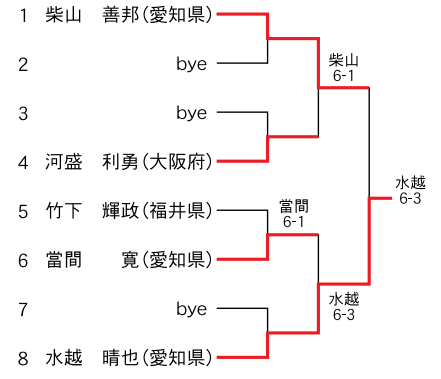 1 柴山 善邦(愛知県)
2 bye
3 bye
4 河盛 利勇(大阪府)
5 竹下 輝政(福井県)
6 當間 寛(愛知県)
7 bye
8 水越 晴也(愛知県)
柴山
6-1
當間
6-1
水越
6-3
水越
6-3